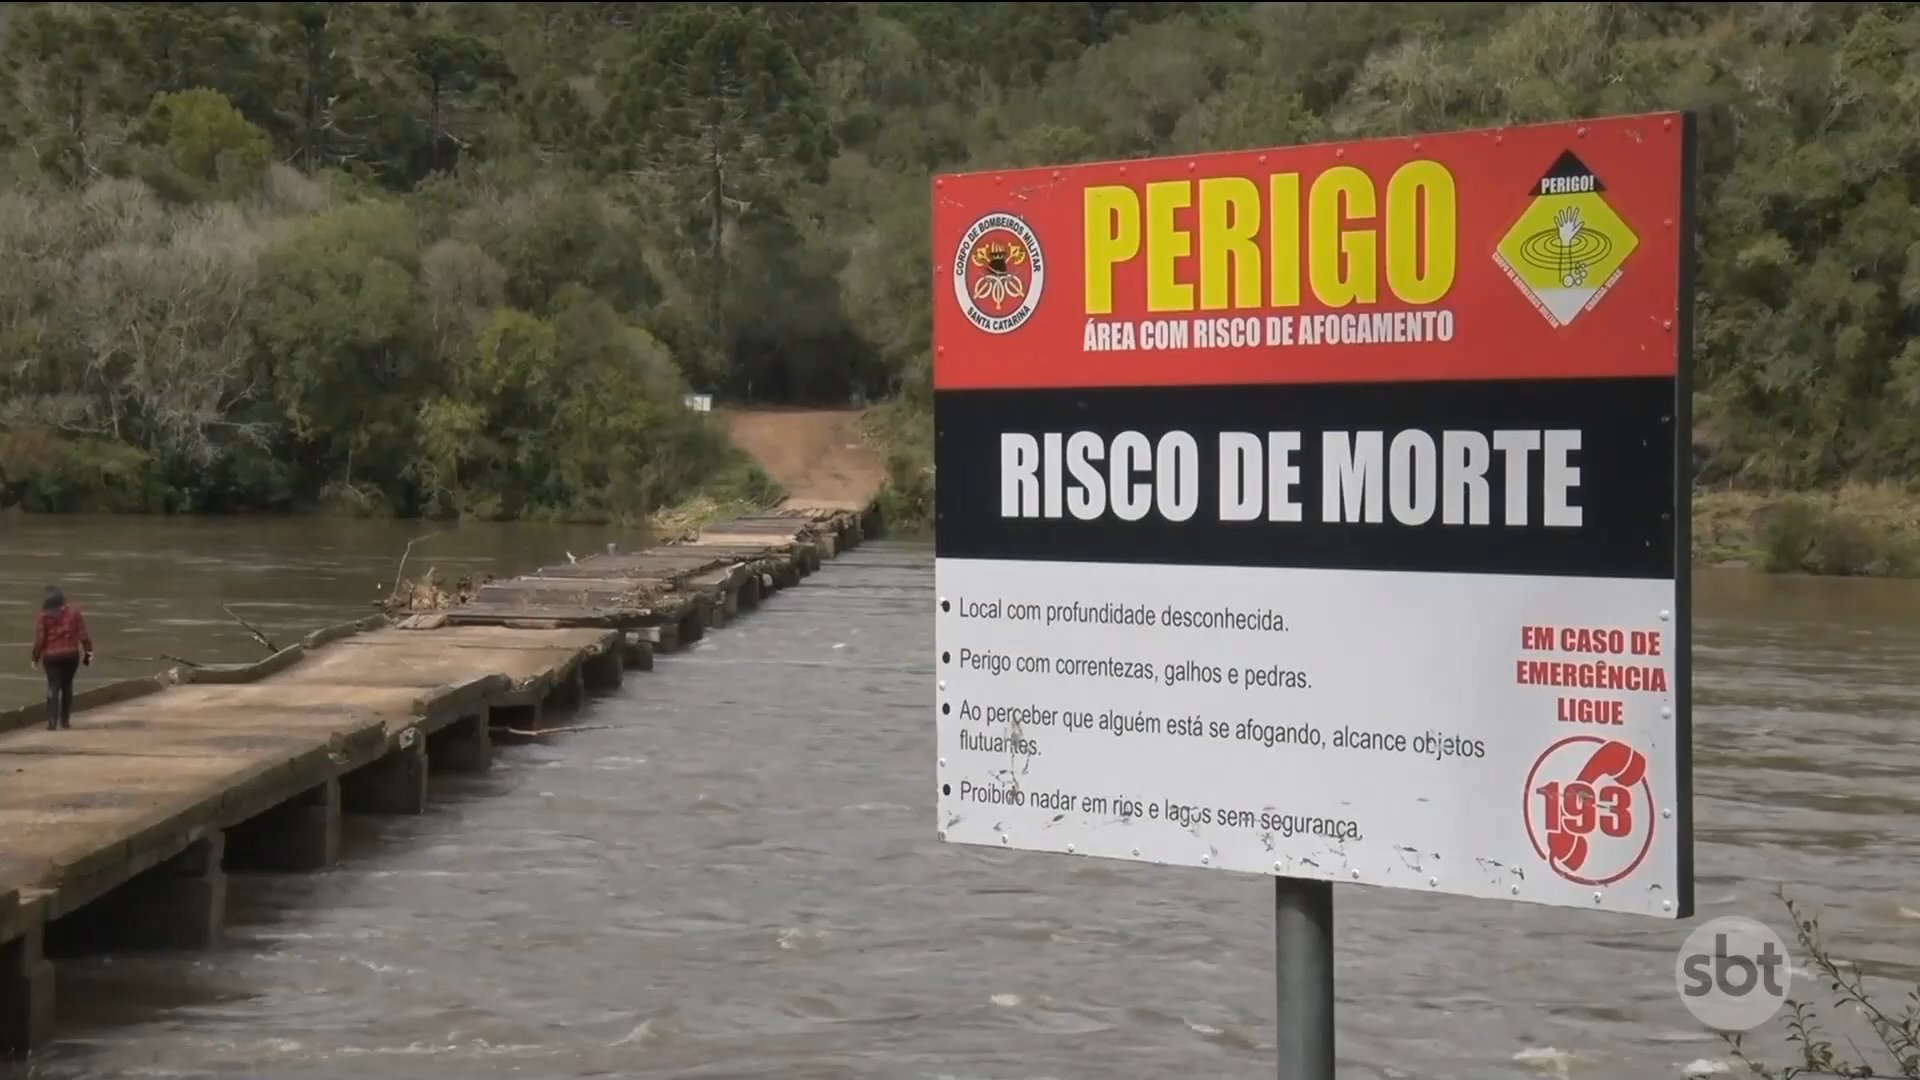 PERIGO
ÁREA COM RISCO DE AFOGAMENTO
CORPO DE BOMBEIROS MILITAR
SANTA CATARINA
PERIGO!
RISCO DE MORTE
• Local com profundidade desconhecida.
• Perigo com correntezas, galhos e pedras.
• Ao perceber que alguém está se afogando, alcance objetos
flutuantes.
• Proibido nadar em rios e lagos sem segurança.
EM CASO DE
EMERGÊNCIA
LIGUE
193
sbt